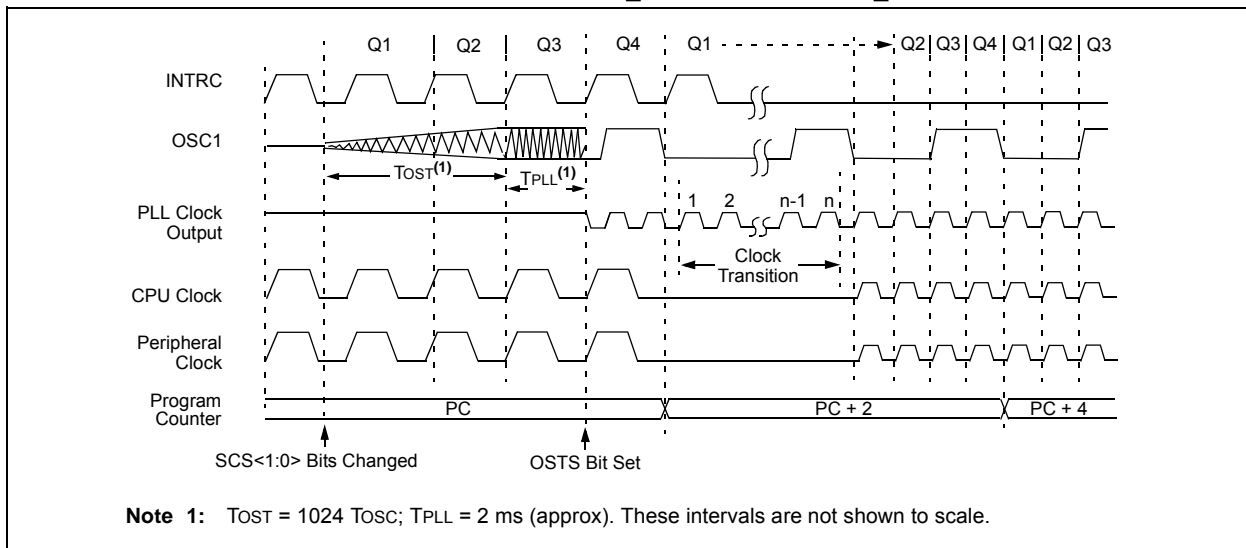 Q1 Q2 Q3 Q4 Q1 Q2 Q3 Q4 Q1 Q2 Q3
INTRC
OSC1
TOST(1)
TPLL(1)
1 2 n-1 n
PLL Clock
Output
Clock
Transition
CPU Clock
Peripheral
Clock
Program
Counter
PC PC + 2 PC + 4
SCS<1:0> Bits Changed OSTS Bit Set
Note 1: TOST = 1024 TOSC; TPLL = 2 ms (approx). These intervals are not shown to scale.